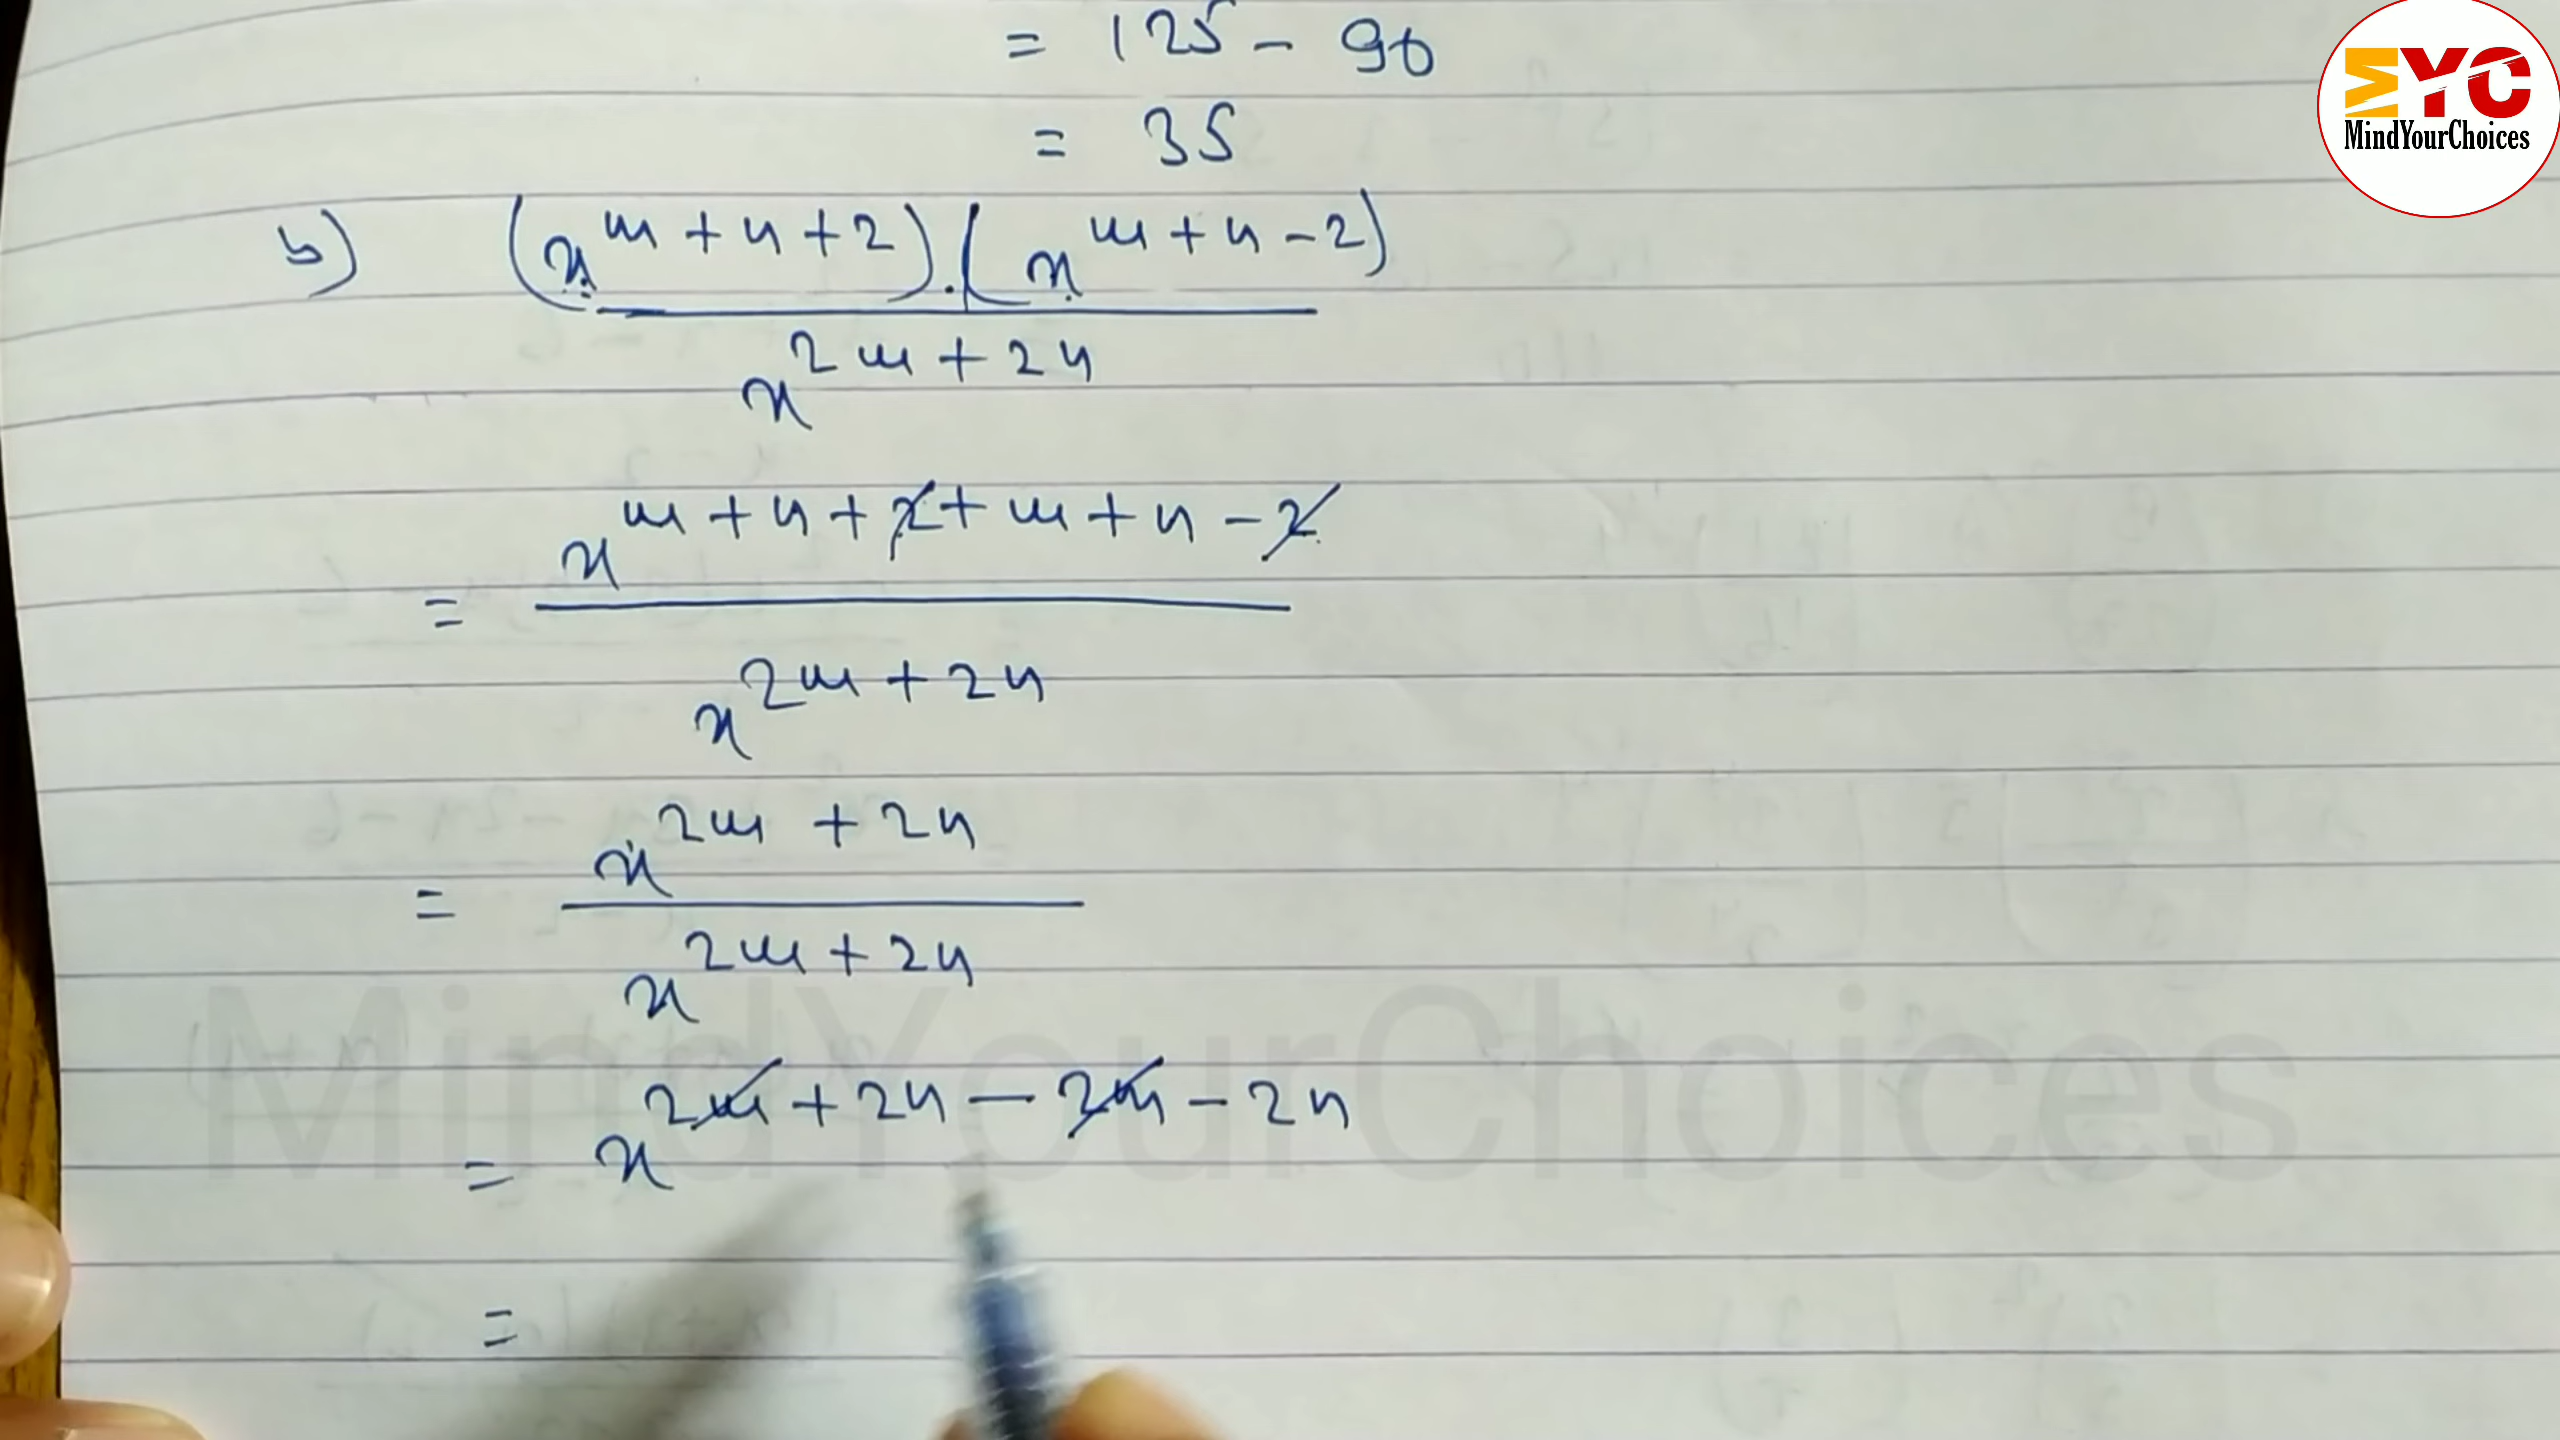 = 125 - 90
= 35
MYC
MindYourChoices
b) (x^m+n+2).(x^m+n-2)
x^2m+2n
x^m+n+2+m+n-2
=
x^2m+2n
x^2m+2n
=
x^2m+2n
MindYourChoices
= x^2m+2n-2m-2n
=